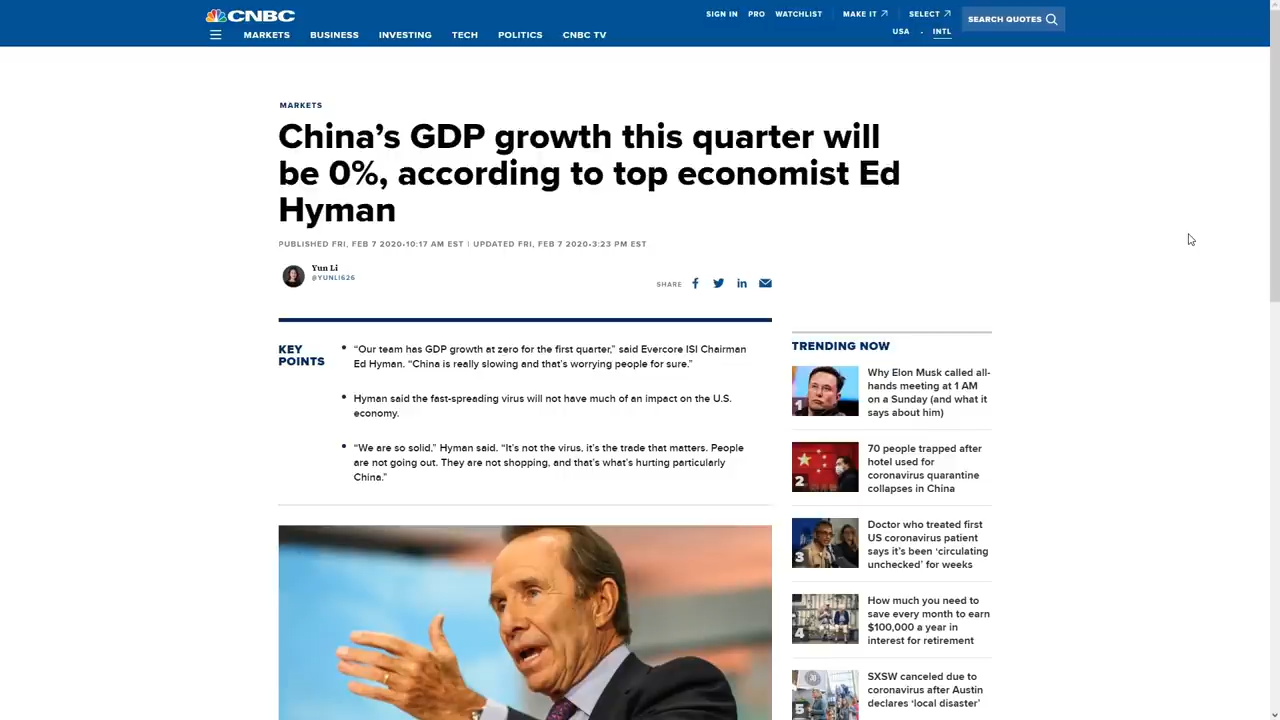 CNBC
SIGN IN PRO WATCHLIST MAKE IT SELECT
SEARCH QUOTES
USA · INTL
MARKETS BUSINESS INVESTING TECH POLITICS CNBC TV
MARKETS
China’s GDP growth this quarter will
be 0%, according to top economist Ed
Hyman
PUBLISHED FRI, FEB 7 2020•10:17 AM EST | UPDATED FRI, FEB 7 2020•3:23 PM EST
Yun Li
@YUNLI626
SHARE
KEY
POINTS
“Our team has GDP growth at zero for the first quarter,” said Evercore ISI Chairman
Ed Hyman. “China is really slowing and that’s worrying people for sure.”
Hyman said the fast-spreading virus will not have much of an impact on the U.S.
economy.
“We are so solid,” Hyman said. “It’s not the virus, it’s the trade that matters. People
are not going out. They are not shopping, and that’s what’s hurting particularly
China.”
TRENDING NOW
1
Why Elon Musk called all-
hands meeting at 1 AM
on a Sunday (and what it
says about him)
2
70 people trapped after
hotel used for
coronavirus quarantine
collapses in China
3
Doctor who treated first
US coronavirus patient
says it’s been ‘circulating
unchecked’ for weeks
4
How much you need to
save every month to earn
$100,000 a year in
interest for retirement
5
SXSW canceled due to
coronavirus after Austin
declares ‘local disaster’